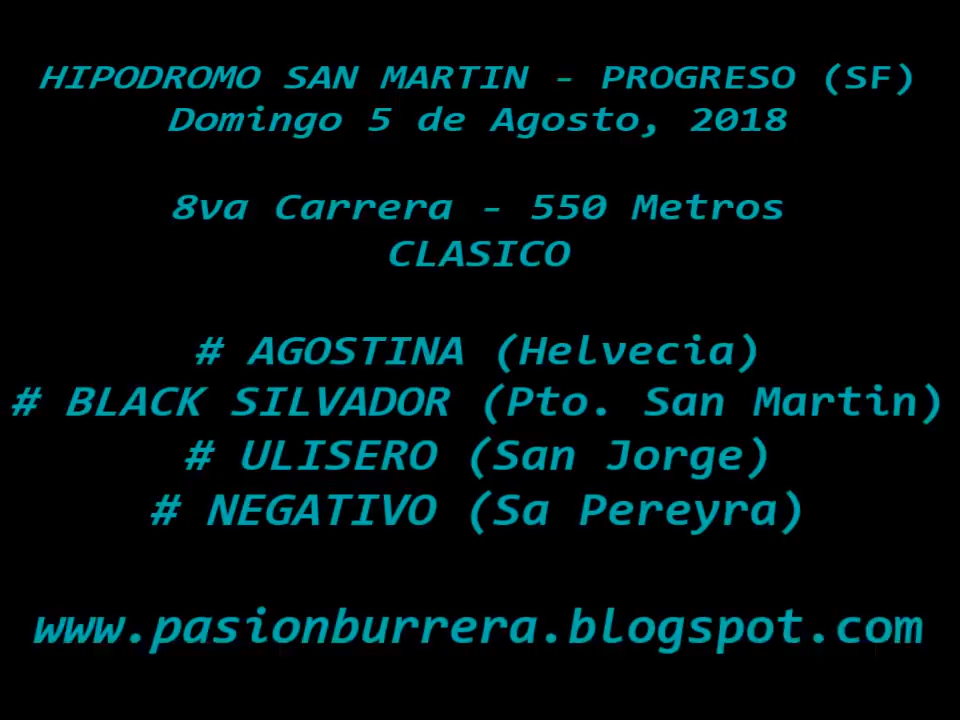 HIPODROMO SAN MARTIN - PROGRESO (SF)
Domingo 5 de Agosto, 2018
8va Carrera - 550 Metros
CLASICO
# AGOSTINA (Helvecia)
# BLACK SILVADOR (Pto. San Martin)
# ULISERO (San Jorge)
# NEGATIVO (Sa Pereyra)
www.pasionburrera.blogspot.com